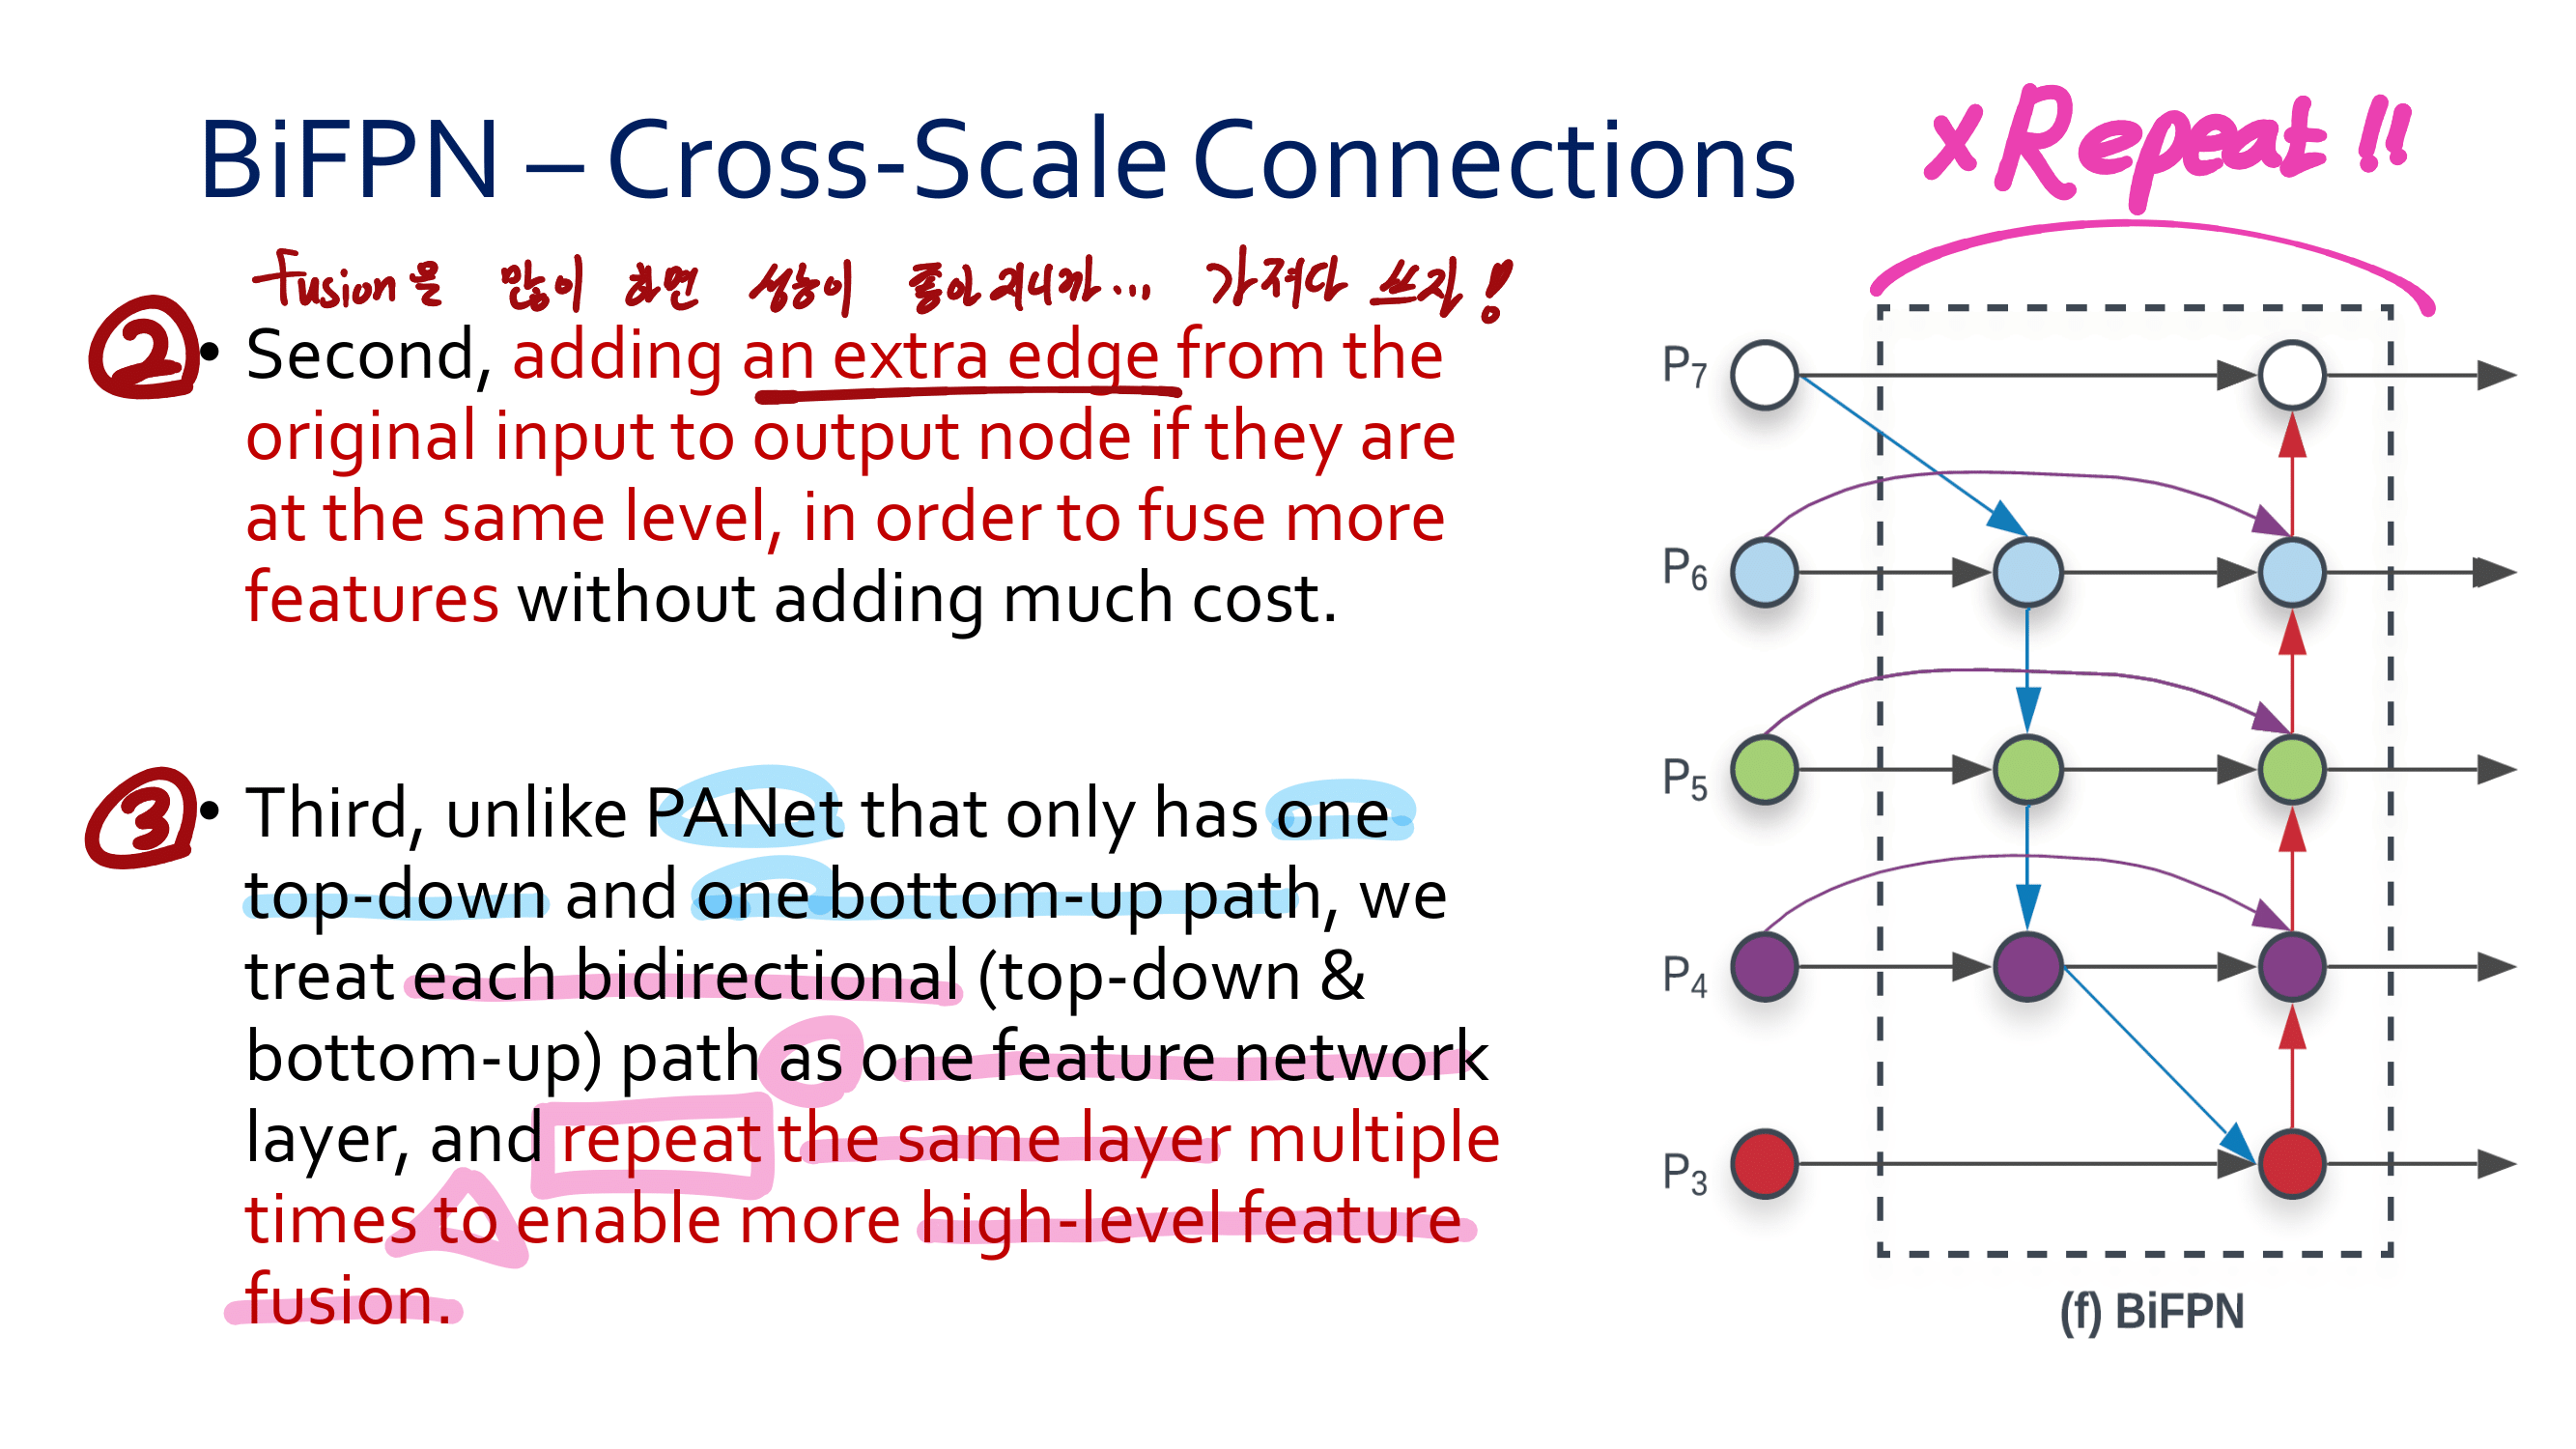 BiFPN – Cross-Scale Connections
x Repeat !!
fusion을 많이 하면 성능이 좋아지니까... 가져다 쓰자!
2
• Second, adding an extra edge from the
original input to output node if they are
at the same level, in order to fuse more
features without adding much cost.
3
• Third, unlike PANet that only has one
top-down and one bottom-up path, we
treat each bidirectional (top-down &
bottom-up) path as one feature network
layer, and repeat the same layer multiple
times to enable more high-level feature
fusion.
P7
P6
P5
P4
P3
(f) BiFPN